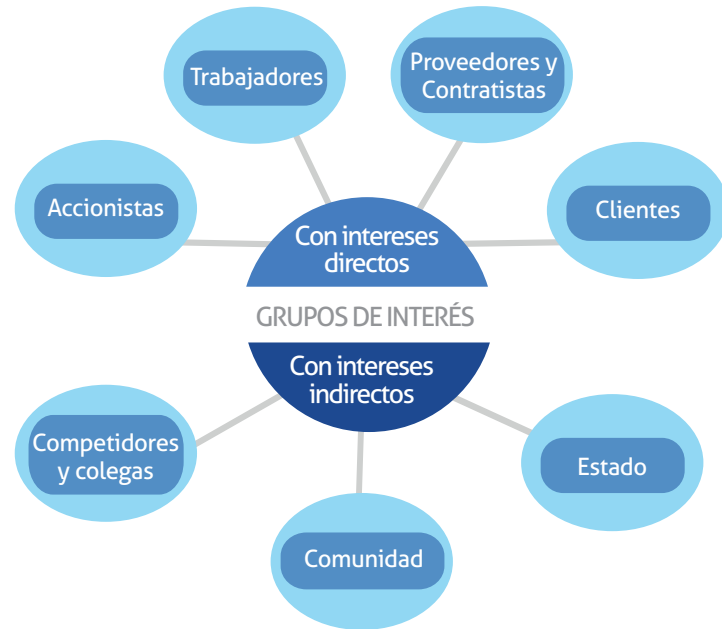 Trabajadores
Proveedores y
Contratistas
Accionistas
Clientes
Con intereses
directos
GRUPOS DE INTERÉS
Con intereses
indirectos
Competidores
y colegas
Estado
Comunidad